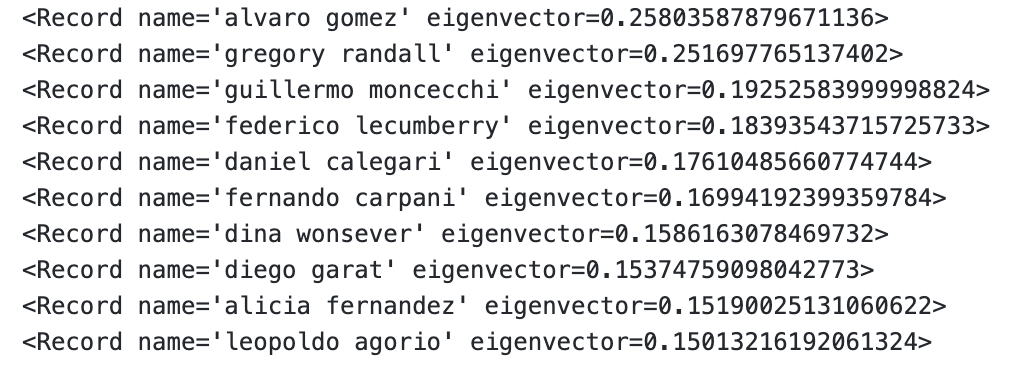 <Record name='alvaro gomez' eigenvector=0.25803587879671136>
<Record name='gregory randall' eigenvector=0.251697765137402>
<Record name='guillermo moncecchi' eigenvector=0.19252583999998824>
<Record name='federico lecumberry' eigenvector=0.18393543715725733>
<Record name='daniel calegari' eigenvector=0.17610485660774744>
<Record name='fernando carpani' eigenvector=0.16994192399359784>
<Record name='dina wonsever' eigenvector=0.1586163078469732>
<Record name='diego garat' eigenvector=0.15374759098042773>
<Record name='alicia fernandez' eigenvector=0.15190025131060622>
<Record name='leopoldo agorio' eigenvector=0.15013216192061324>